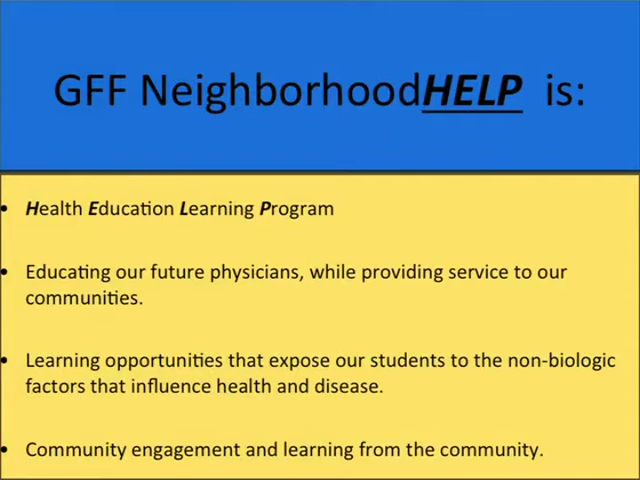 GFF NeighborhoodHELP is:
• Health Education Learning Program
• Educating our future physicians, while providing service to our
communities.
• Learning opportunities that expose our students to the non-biologic
factors that influence health and disease.
• Community engagement and learning from the community.